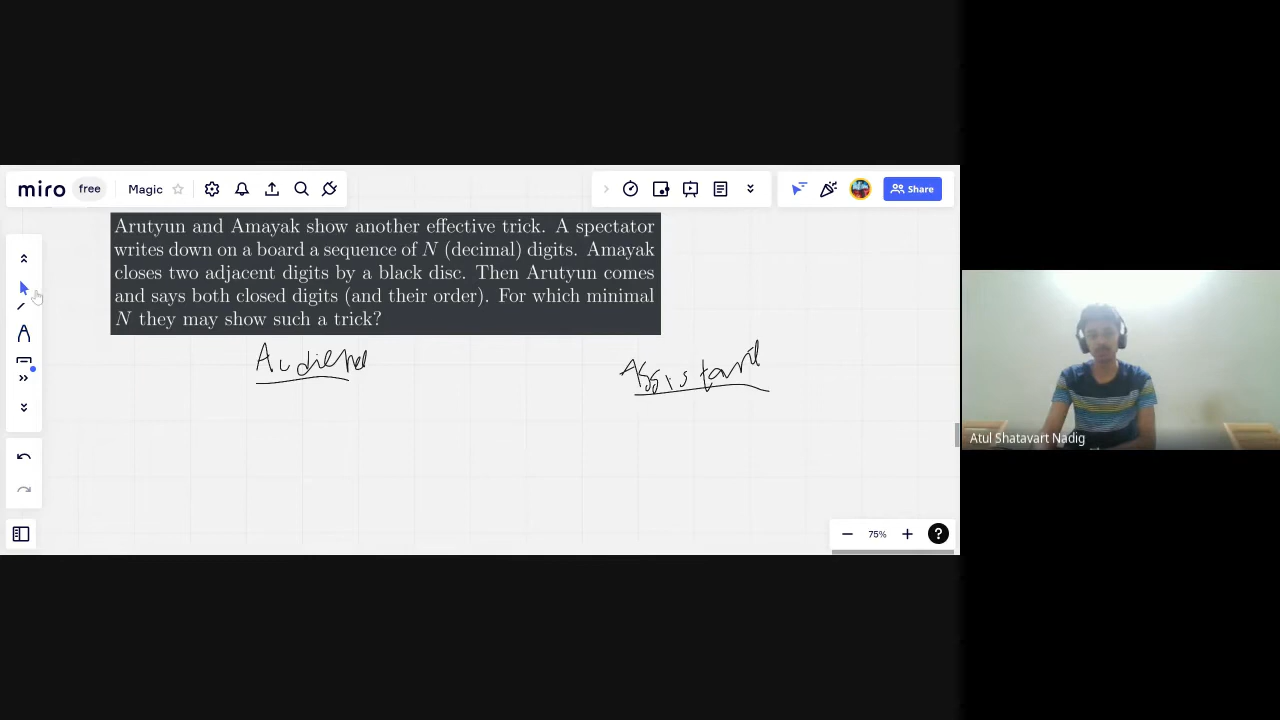 miro free Magic Share
Arutyun and Amayak show another effective trick. A spectator
writes down on a board a sequence of N (decimal) digits. Amayak
closes two adjacent digits by a black disc. Then Arutyun comes
and says both closed digits (and their order). For which minimal
N they may show such a trick?
Assistant
Atul Shatavart Nadig
75%